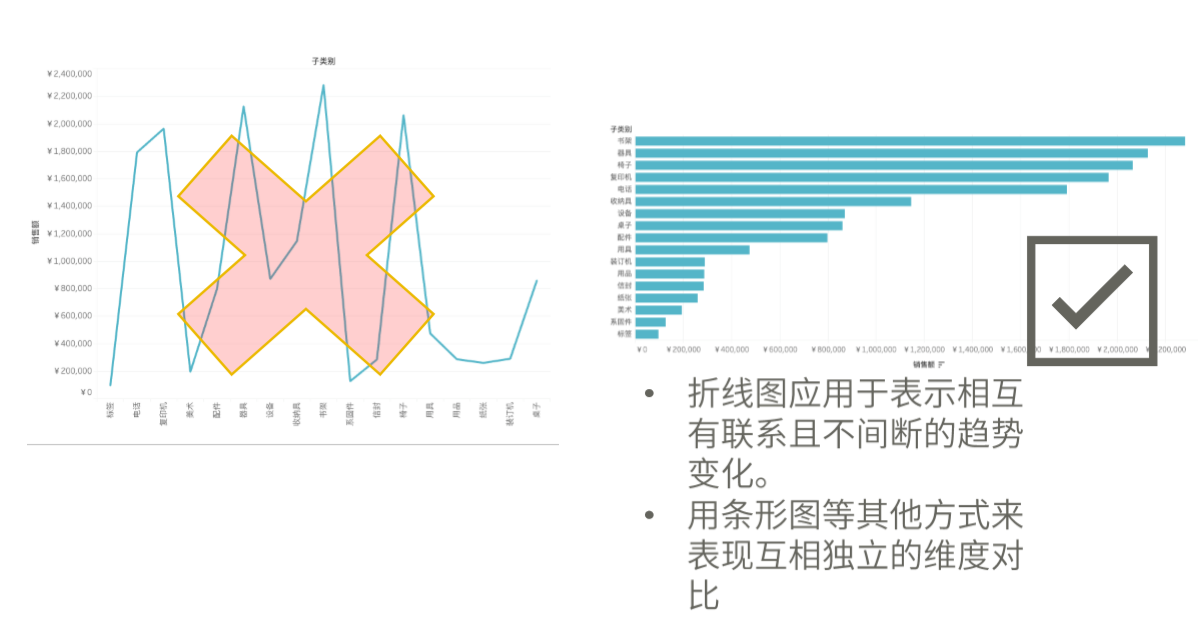 子类别
¥2,400,000
¥2,200,000
¥2,000,000
¥1,800,000
¥1,600,000
¥1,400,000
¥1,200,000
¥1,000,000
¥800,000
¥600,000
¥400,000
¥200,000
¥0
销售额
标签
电话
复印机
美术
配件
器具
设备
收纳具
书架
系固件
信封
椅子
用具
用品
纸张
装订机
桌子
子类别
书架
器具
椅子
复印机
电话
收纳具
设备
桌子
配件
用具
装订机
用品
信封
纸张
美术
系固件
标签
¥0 ¥200,000 ¥400,000 ¥600,000 ¥800,000 ¥1,000,000 ¥1,200,000 ¥1,400,000 ¥1,800,000 ¥2,000,000
销售额
• 折线图应用于表示相互
有联系且不间断的趋势
变化。
• 用条形图等其他方式来
表现互相独立的维度对
比